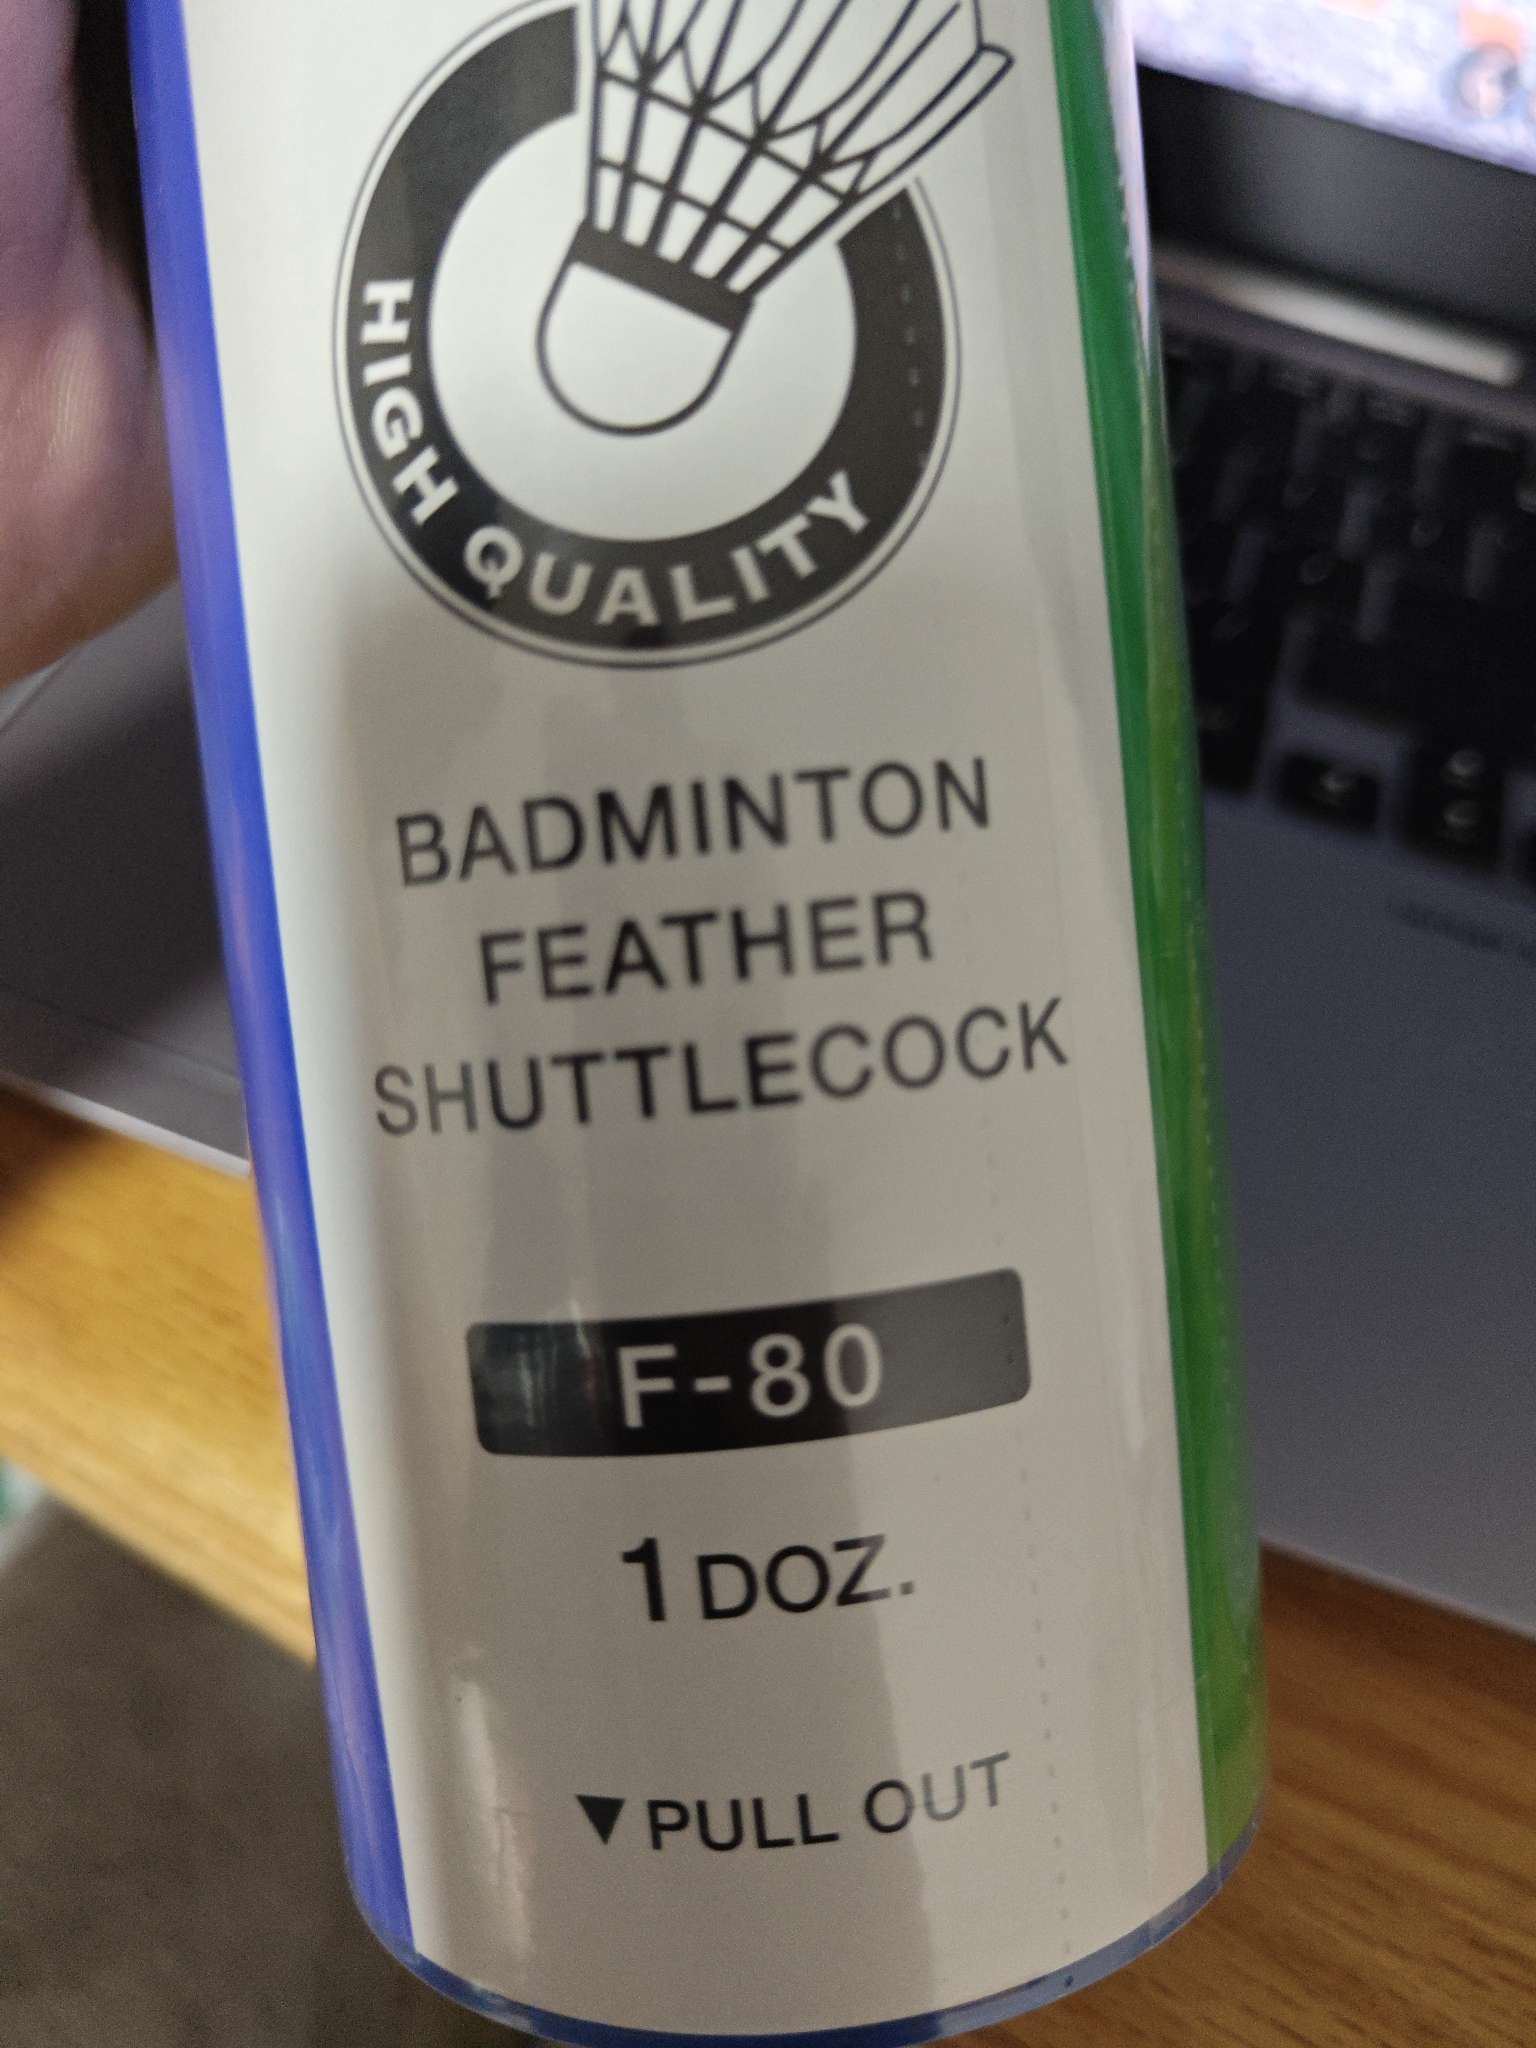 HIGH QUALITY
BADMINTON
FEATHER
SHUTTLECOCK
F-80
1 DOZ.
▼PULL OUT